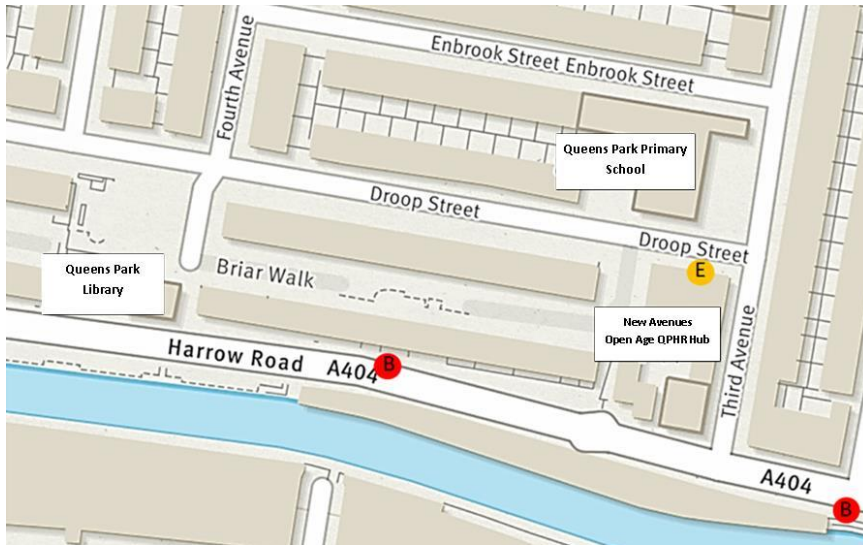 Enbrook Street Enbrook Street
Fourth Avenue
Queens Park Primary
School
Droop Street
Droop Street
E
Queens Park
Library
Briar Walk
New Avenues
Open Age QPHR Hub
Third Avenue
Harrow Road A404
B
A404
B